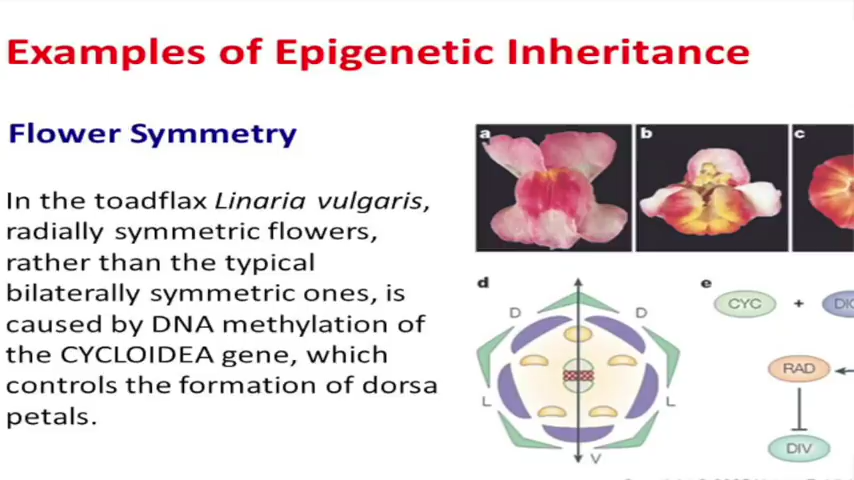 Examples of Epigenetic Inheritance
Flower Symmetry
In the toadflax Linaria vulgaris,
radially symmetric flowers,
rather than the typical
bilaterally symmetric ones, is
caused by DNA methylation of
the CYCLOIDEA gene, which
controls the formation of dorsa
petals.
a b c
d e
D D
L L
V
CYC +
RAD
DIV